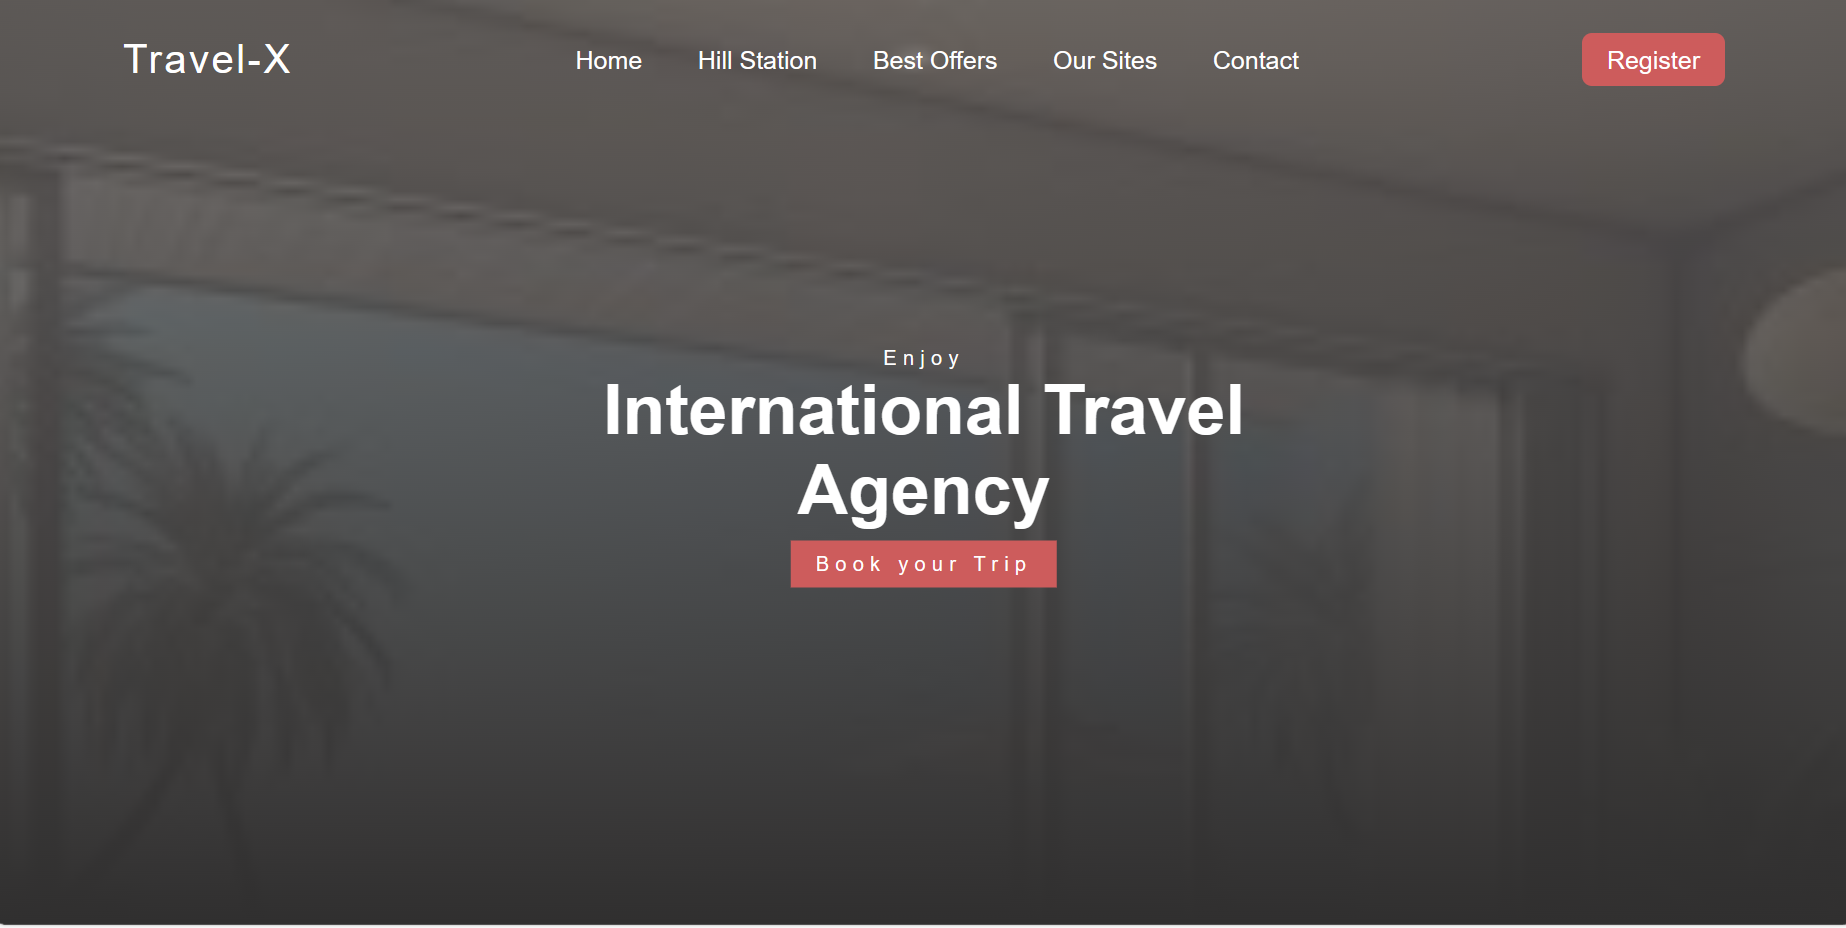 Travel-X
Home
Hill Station
Best Offers
Our Sites
Contact
Register
Enjoy
International Travel
Agency
Book your Trip